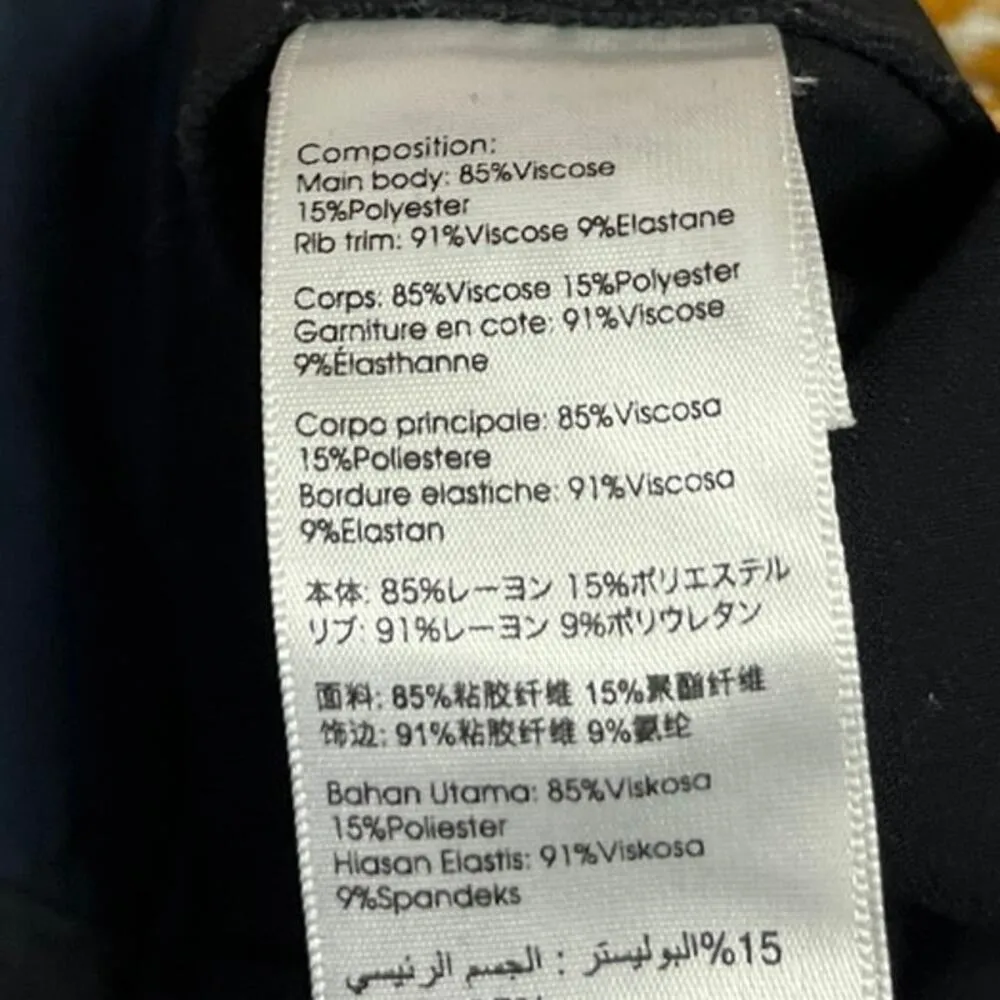 Composition:
Main body: 85%Viscose
15%Polyester
Rib trim: 91%Viscose 9%Elastane
Corps: 85%Viscose 15%Polyester
Garniture en cote: 91%Viscose
9%Élasthanne
Corpo principale: 85%Viscosa
15%Poliestere
Bordure elastiche: 91%Viscosa
9%Elastan
本体: 85%レーヨン 15%ポリエステル
リブ: 91%レーヨン 9%ポリウレタン
面料: 85%粘胶纤维 15%聚酯纤维
饰边: 91%粘胶纤维 9%氨纶
Bahan Utama: 85%Viskosa
15%Poliester
Hiasan Elastis: 91%Viskosa
9%Spandeks
الجسم الرئيسي : البوليستر%15